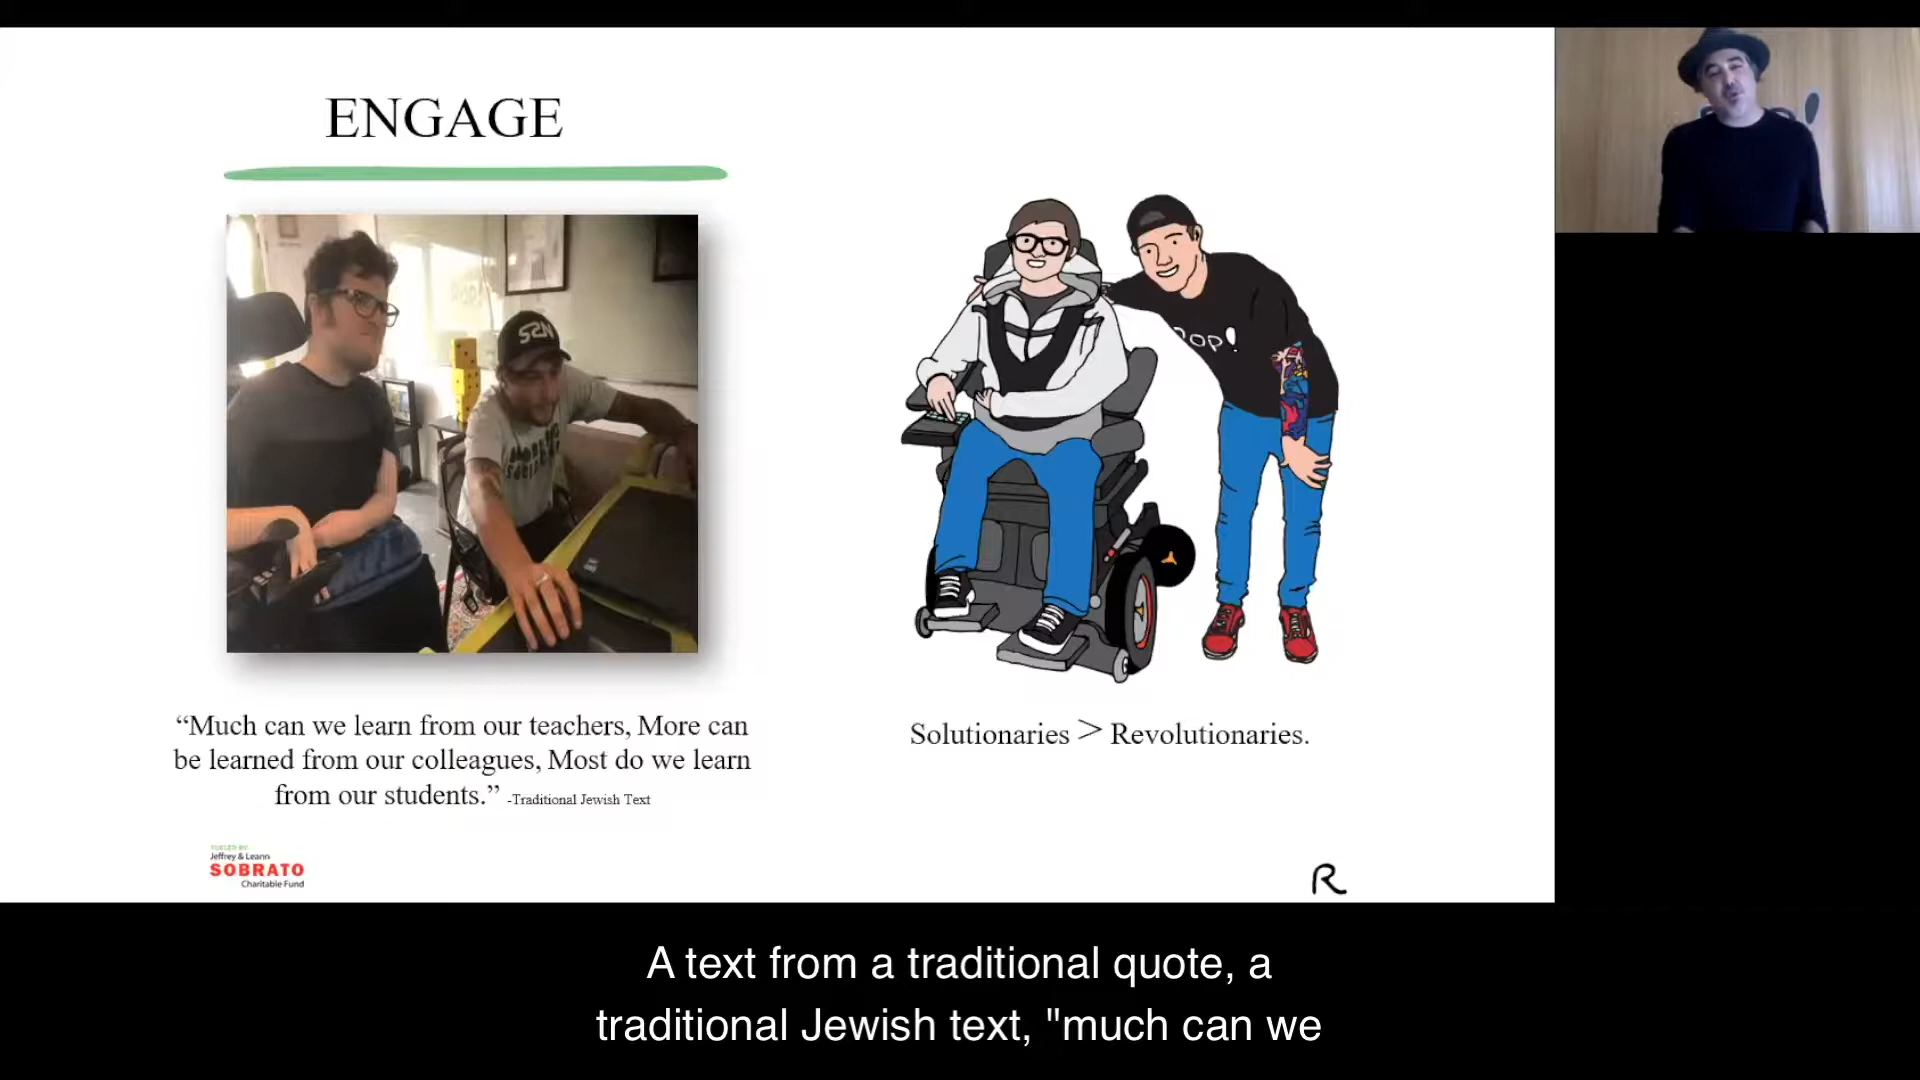 ENGAGE
SZN
OOP!
“Much can we learn from our teachers, More can
be learned from our colleagues, Most do we learn
from our students.” -Traditional Jewish Text
Solutionaries > Revolutionaries.
FUELED BY:
Jeffrey & Leann
SOBRATO
Charitable Fund
R
A text from a traditional quote, a
traditional Jewish text, "much can we